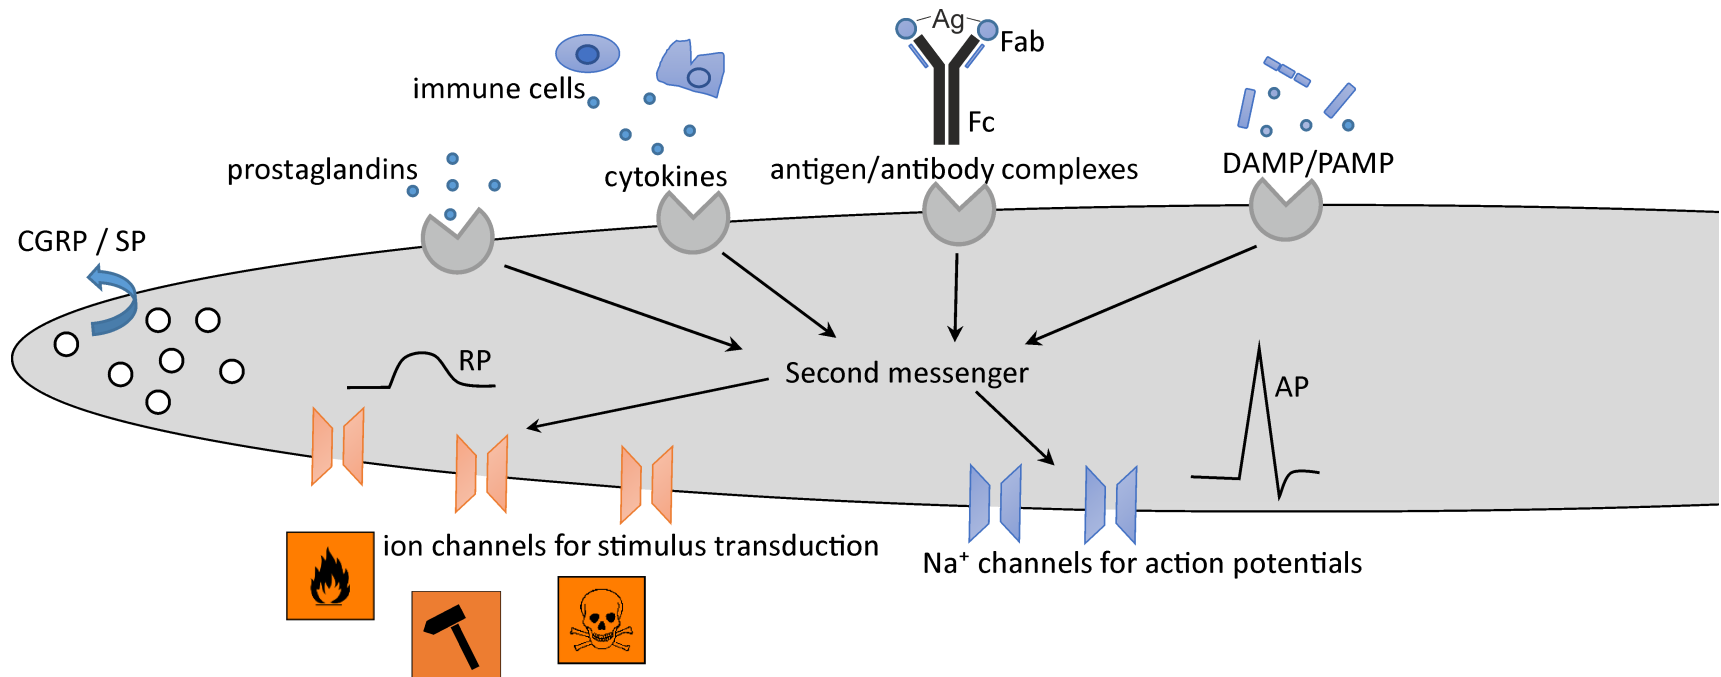 Ag
Fab
immune cells
Fc
prostaglandins
cytokines
antigen/antibody complexes
DAMP/PAMP
CGRP / SP
RP
Second messenger
AP
ion channels for stimulus transduction
Na⁺ channels for action potentials